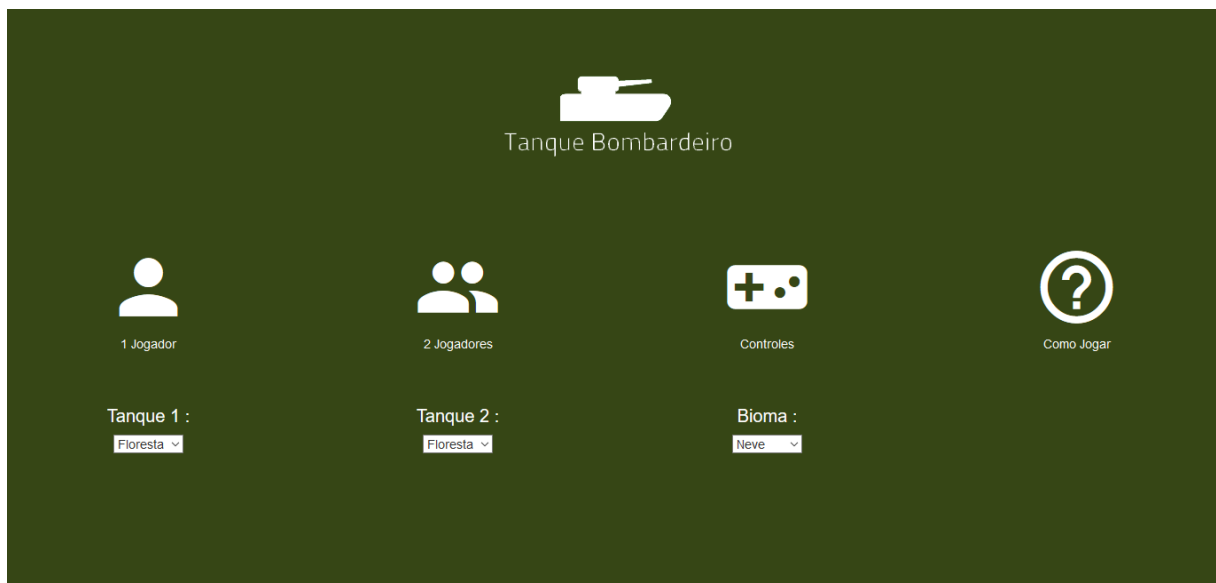 Tanque Bombardeiro
1 Jogador
2 Jogadores
Controles
Como Jogar
Tanque 1 :
Tanque 2 :
Bioma :
Floresta
Floresta
Neve